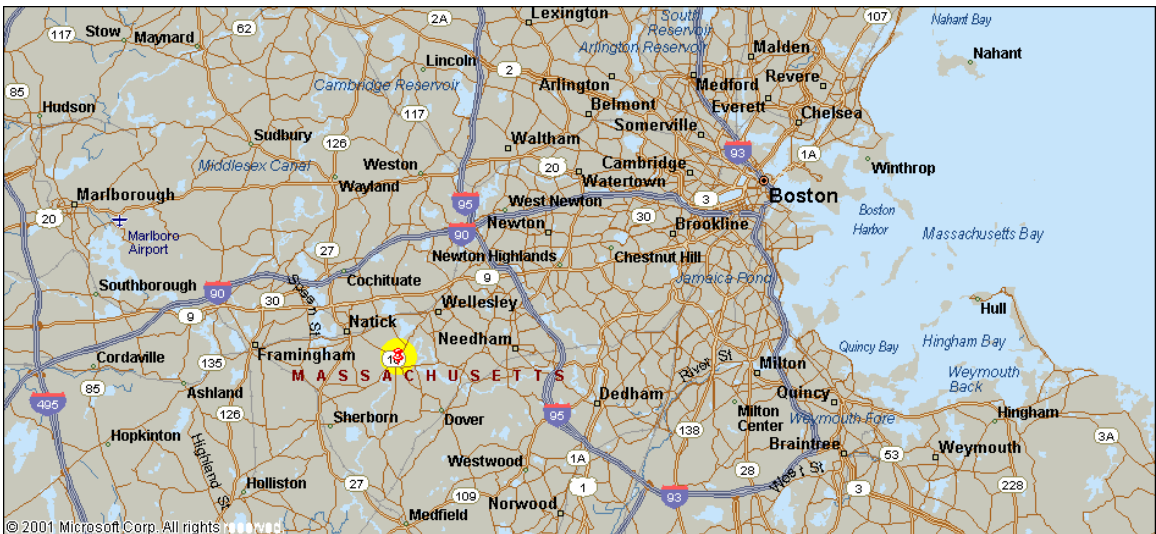 Lexington
South
Reservoir
107
Nahant Bay
2A
62
117
Stow
Maynard
Arlington Reservoir
Malden
Nahant
Lincoln
2
Cambridge Reservoir
Arlington
Medford
Revere
85
Hudson
117
Belmont
Everett
Chelsea
Somerville
Sudbury
126
Waltham
93
1A
Middlesex Canal
Weston
20
Cambridge
Winthrop
Wayland
Watertown
3
Boston
Marlborough
95
West Newton
30
Boston
Harbor
20
Marlboro
Airport
90
Newton
Brookline
Massachusetts Bay
27
Newton Highlands
Chestnut Hill
Cochituate
9
Jamaica Pond
Southborough
90
30
Speen St
Wellesley
Hull
9
Natick
Needham
Quincy Bay
Hingham Bay
Cordaville
135
Framingham
River St
Milton
Weymouth
Back
MASSACHUSETTS
85
Ashland
495
126
Sherborn
Dover
95
Dedham
Milton
Center
Quincy
Weymouth Fore
Hingham
Hopkinton
Highland St
138
Braintree
3A
Westwood
1A
28
West St
53
Weymouth
Holliston
27
109
1
93
3
228
Norwood
Medfield
© 2001 Microsoft Corp. All rights reserved.